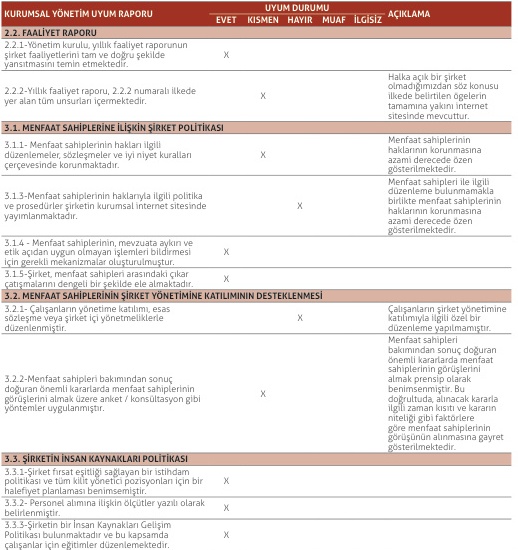 KURUMSAL YÖNETİM UYUM RAPORU
UYUM DURUMU
EVET KISMEN HAYIR MUAF İLGİSİZ
AÇIKLAMA
2.2. FAALİYET RAPORU
2.2.1-Yönetim kurulu, yıllık faaliyet raporunun
şirket faaliyetlerini tam ve doğru şekilde
yansıtmasını temin etmektedir.
X
2.2.2-Yıllık faaliyet raporu, 2.2.2 numaralı ilkede
yer alan tüm unsurları içermektedir.
X
Halka açık bir şirket
olmadığımızdan söz konusu
ilkede belirtilen ögelerin
tamamına yakını internet
sitesinde mevcuttur.
3.1. MENFAAT SAHİPLERİNE İLİŞKİN ŞİRKET POLİTİKASI
3.1.1- Menfaat sahiplerinin hakları ilgili
düzenlemeler, sözleşmeler ve iyi niyet kuralları
çerçevesinde korunmaktadır.
X
Menfaat sahiplerinin
haklarının korunmasına
azami derecede özen
gösterilmektedir.
3.1.3-Menfaat sahiplerinin haklarıyla ilgili politika
ve prosedürler şirketin kurumsal internet sitesinde
yayımlanmaktadır.
X
Menfaat sahipleri ile ilgili
düzenleme bulunmamakla
birlikte menfaat sahiplerinin
haklarının korunmasına
azami derecede özen
gösterilmektedir.
3.1.4 - Menfaat sahiplerinin, mevzuata aykırı ve
etik açıdan uygun olmayan işlemleri bildirmesi
için gerekli mekanizmalar oluşturulmuştur.
X
3.1.5-Şirket, menfaat sahipleri arasındaki çıkar
çatışmalarını dengeli bir şekilde ele almaktadır.
X
3.2. MENFAAT SAHİPLERİNİN ŞİRKET YÖNETİMİNE KATILIMININ DESTEKLENMESİ
3.2.1- Çalışanların yönetime katılımı, esas
sözleşme veya şirket içi yönetmeliklerle
düzenlenmiştir.
X
Çalışanların şirket yönetimine
katılımıyla ilgili özel bir
düzenleme yapılmamıştır.
3.2.2-Menfaat sahipleri bakımından sonuç
doğuran önemli kararlarda menfaat sahiplerinin
görüşlerini almak üzere anket / konsültasyon gibi
yöntemler uygulanmıştır.
X
Menfaat sahipleri
bakımından sonuç doğuran
önemli kararlarda menfaat
sahiplerinin görüşlerini
almak prensip olarak
benimsenmiştir. Bu
doğrultuda, alınacak kararla
ilgili zaman kısıtı ve kararın
niteliği gibi faktörlere
göre menfaat sahiplerinin
görüşünün alınmasına gayret
gösterilmektedir.
3.3. ŞİRKETİN İNSAN KAYNAKLARI POLİTİKASI
3.3.1-Şirket fırsat eşitliği sağlayan bir istihdam
politikası ve tüm kilit yönetici pozisyonları için bir
halefiyet planlaması benimsemiştir.
X
3.3.2- Personel alımına ilişkin ölçütler yazılı olarak
belirlenmiştir.
X
3.3.3-Şirketin bir İnsan Kaynakları Gelişim
Politikası bulunmaktadır ve bu kapsamda
çalışanlar için eğitimler düzenlemektedir.
X